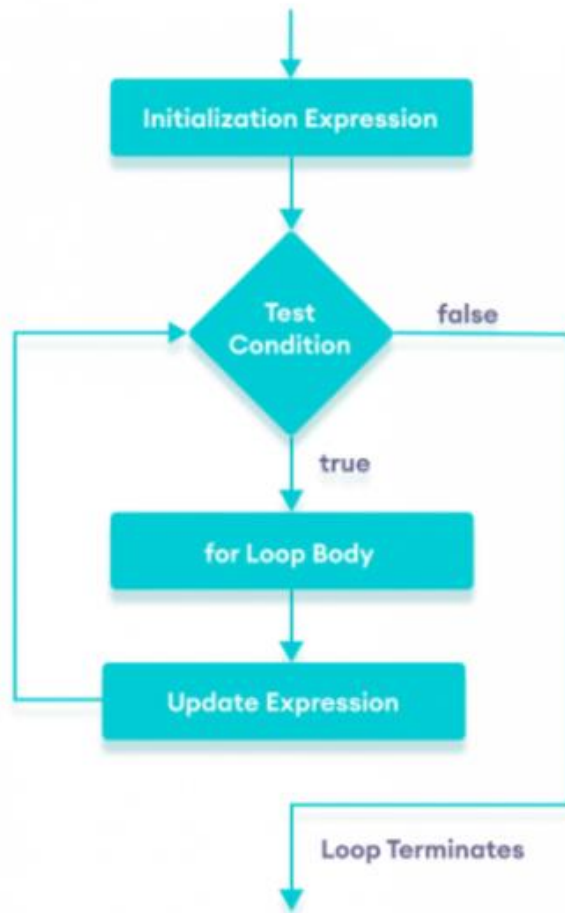 Initialization Expression
Test
Condition
false
true
for Loop Body
Update Expression
Loop Terminates